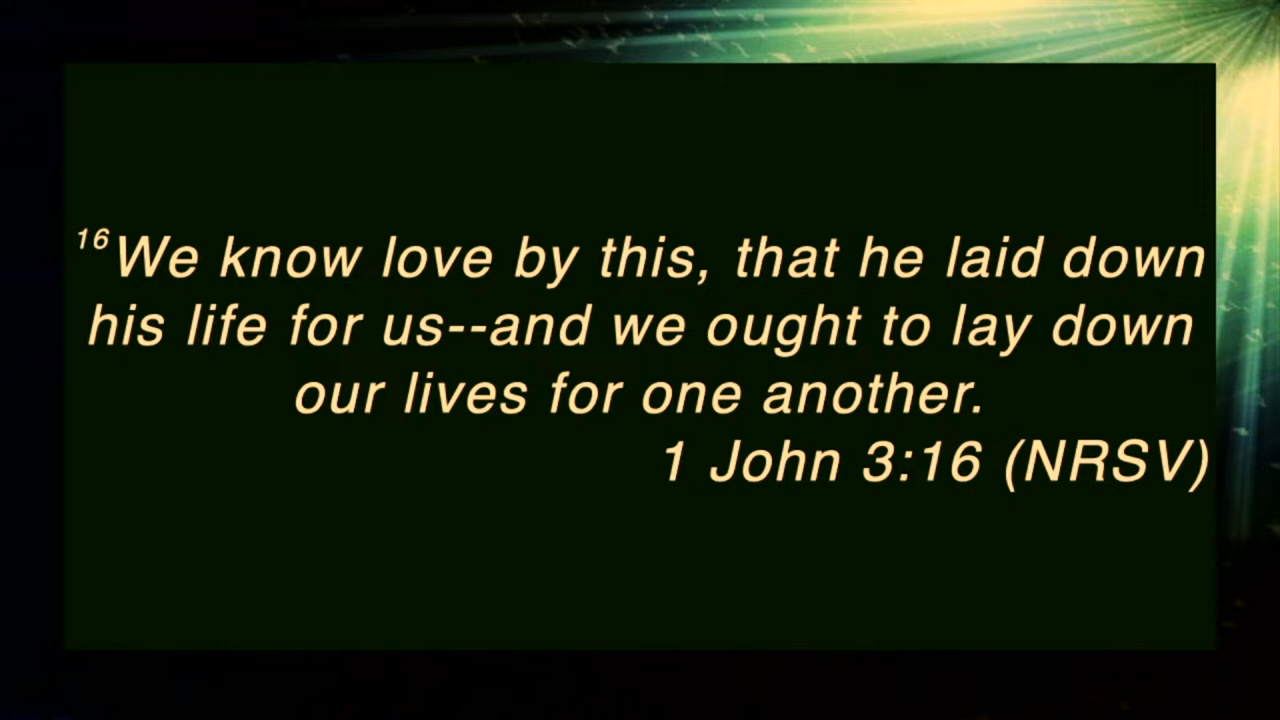 16We know love by this, that he laid down
his life for us--and we ought to lay down
our lives for one another.
1 John 3:16 (NRSV)